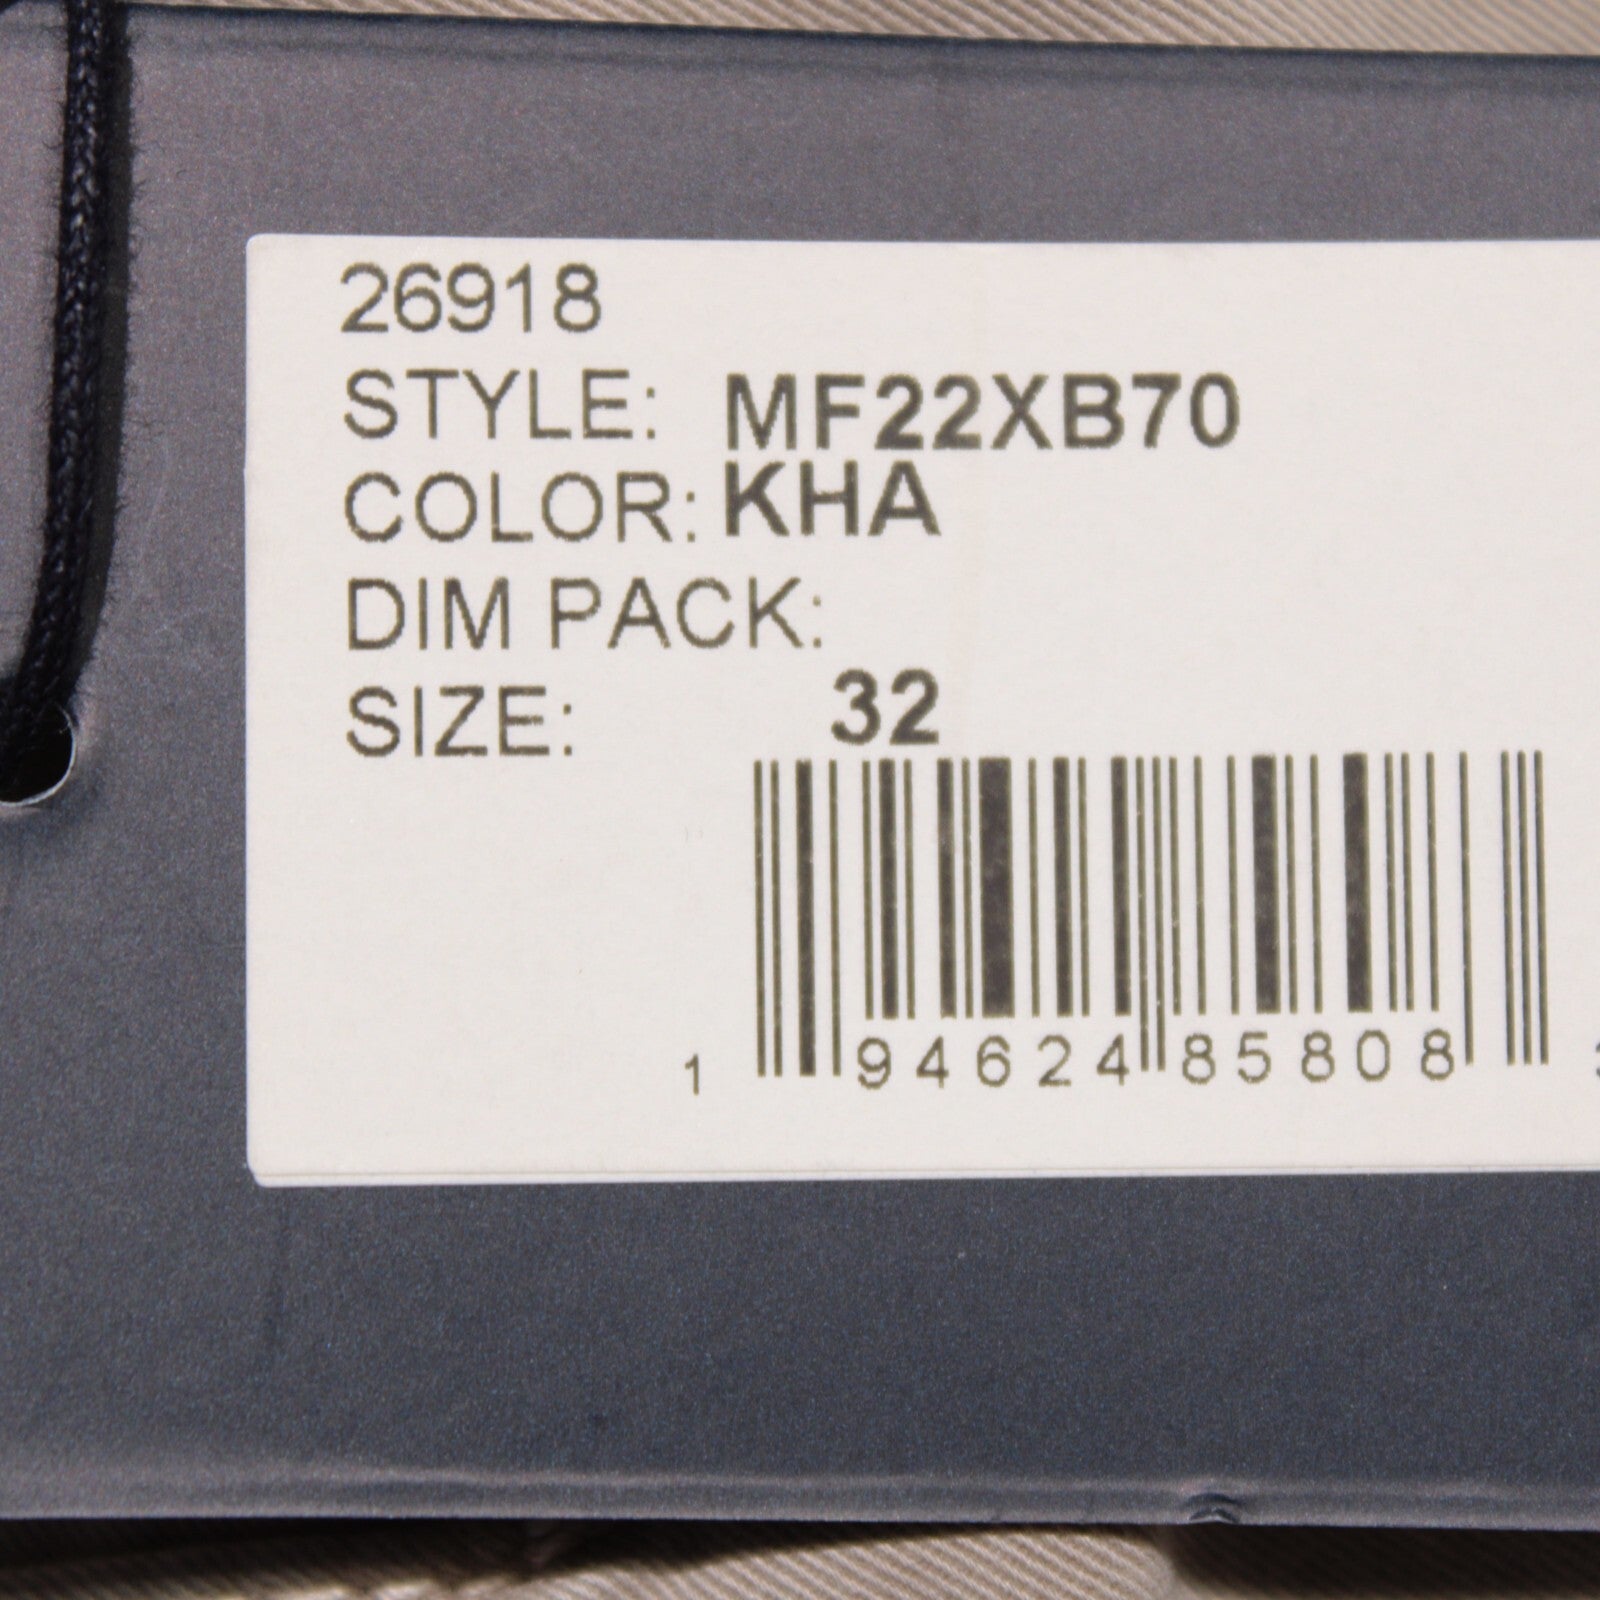 26918
STYLE: MF22XB70
COLOR: KHA
DIM PACK:
SIZE: 32
1 94624 85808